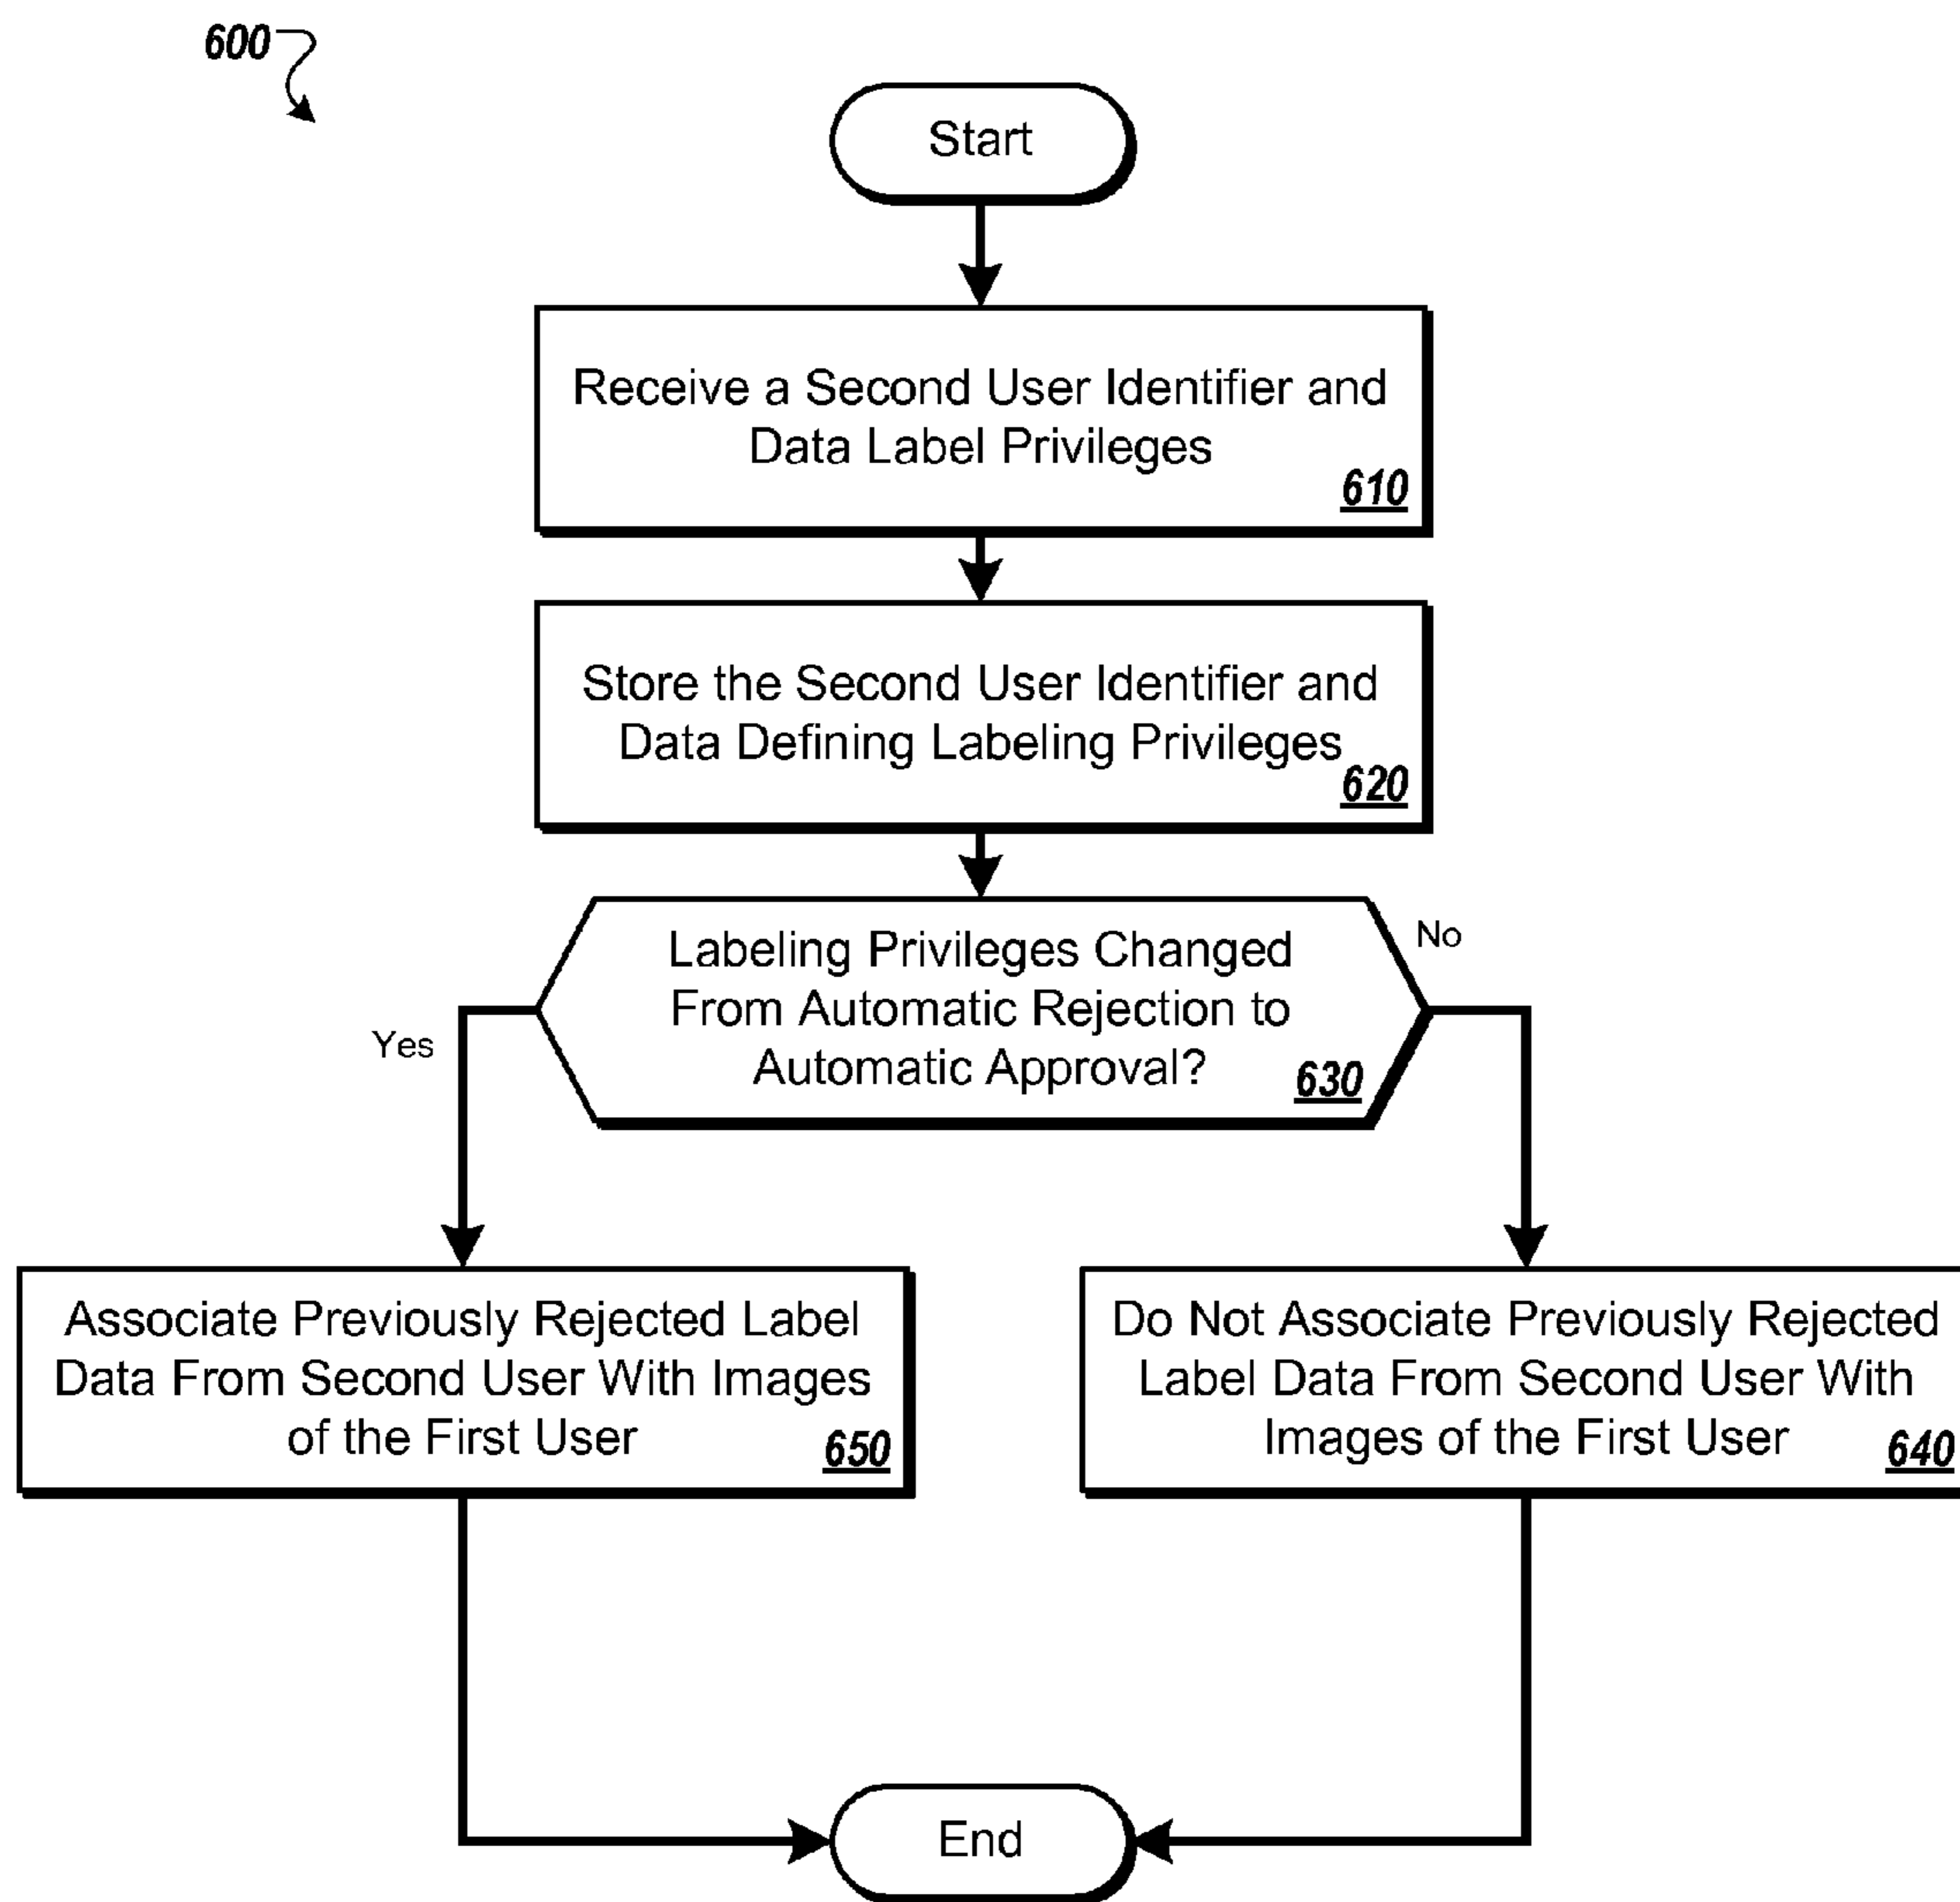 600
Start
Receive a Second User Identifier and
Data Label Privileges
610
Store the Second User Identifier and
Data Defining Labeling Privileges
620
Labeling Privileges Changed
From Automatic Rejection to
Automatic Approval?
630
No
Yes
Associate Previously Rejected Label
Data From Second User With Images
of the First User
650
Do Not Associate Previously Rejected
Label Data From Second User With
Images of the First User
640
End